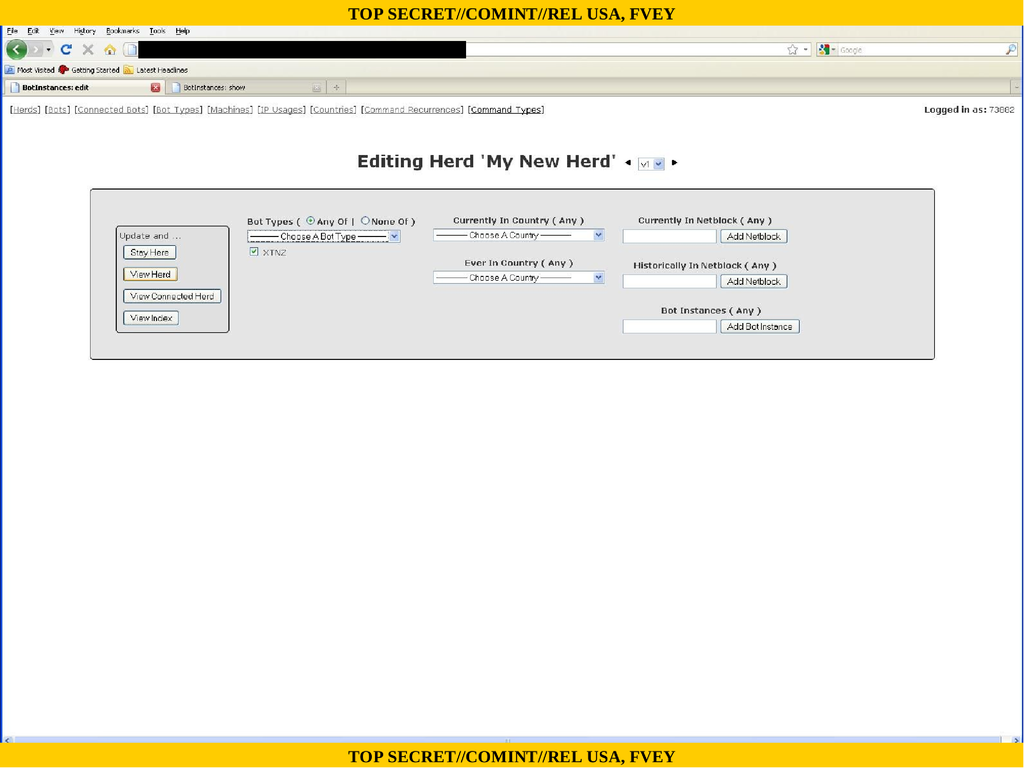 TOP SECRET//COMINT//REL USA, FVEY
File Edit View History Bookmarks Tools Help
Google
Most Visited Getting Started Latest Headlines
BotInstances: edit BotInstances: show
[Herds] [Bots] [Connected Bots] [Bot Types] [Machines] [IP Usages] [Countries] [Command Recurrences] [Command Types] Logged in as: 73862
Editing Herd 'My New Herd' v1
Update and ...
Stay Here
View Herd
View Connected Herd
View Index
Bot Types ( Any Of | None Of )
Choose A Bot Type
XTNZ
Currently In Country ( Any )
Choose A Country
Ever In Country ( Any )
Choose A Country
Currently In Netblock ( Any )
Add Netblock
Historically In Netblock ( Any )
Add Netblock
Bot Instances ( Any )
Add Bot Instance
TOP SECRET//COMINT//REL USA, FVEY